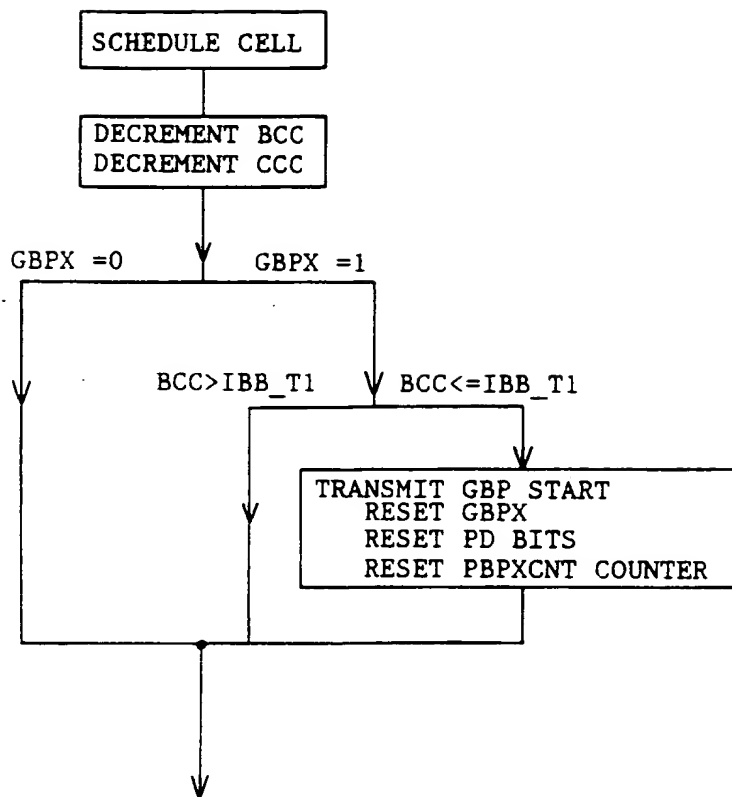 SCHEDULE CELL
DECREMENT BCC
DECREMENT CCC
GBPX =0
GBPX =1
BCC>IBB_T1
BCC<=IBB_T1
TRANSMIT GBP START
RESET GBPX
RESET PD BITS
RESET PBPXCNT COUNTER